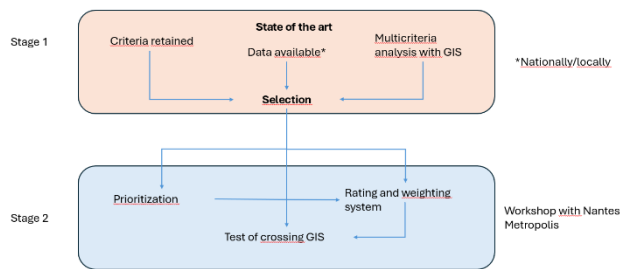 State of the art
Stage 1
Criteria retained
Data available*
Multicriteria
analysis with GIS
*Nationally/locally
Selection
Prioritization
Rating and weighting
system
Stage 2
Test of crossing GIS
Workshop with Nantes
Metropolis